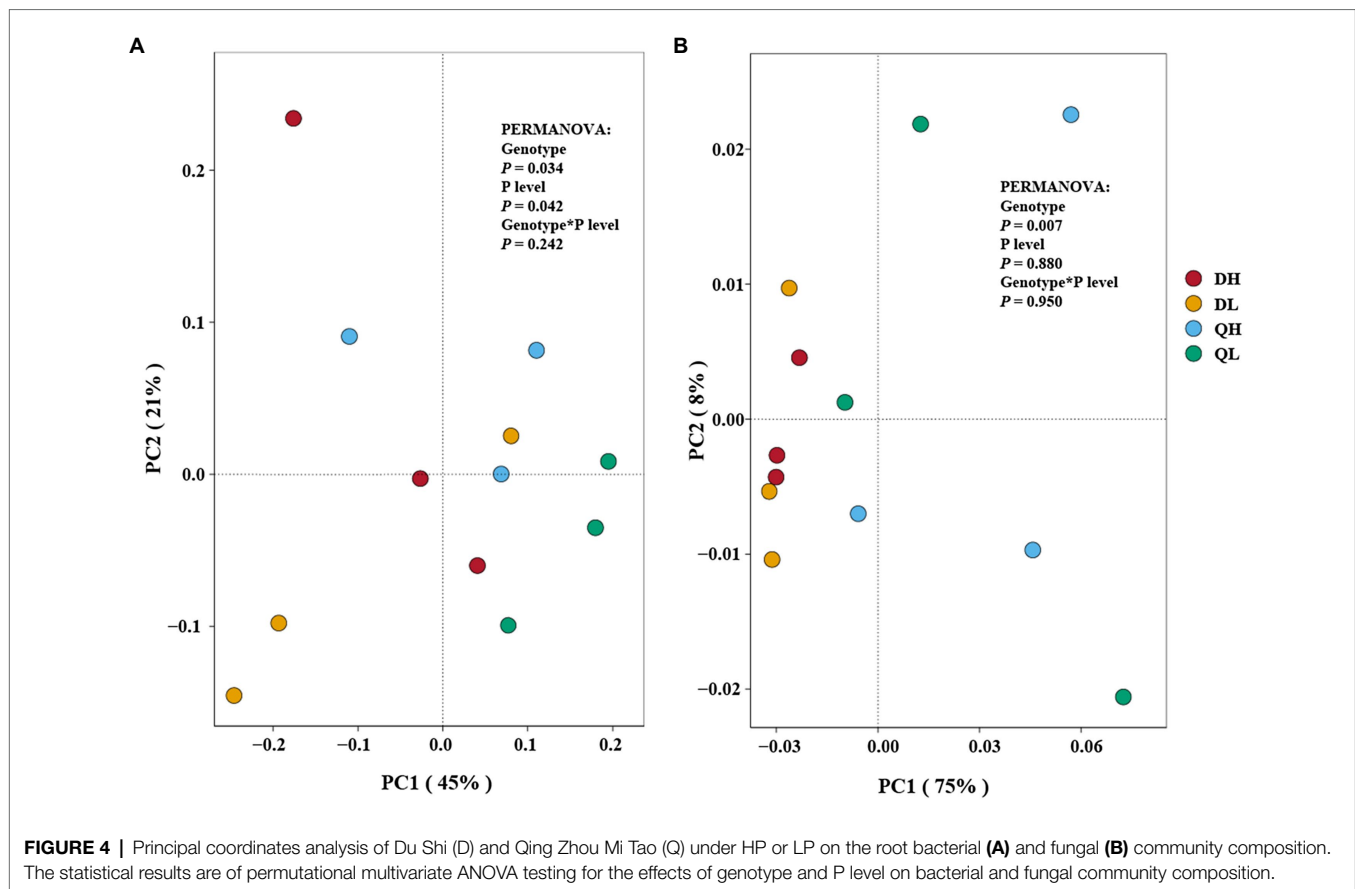 A
0.2
0.1
0.0
−0.1
PC2 ( 21% )
−0.2
−0.1
0.0
0.1
0.2
PC1 ( 45% )
PERMANOVA:
Genotype
P = 0.034
P level
P = 0.042
Genotype*P level
P = 0.242
B
0.02
0.01
0.00
−0.01
−0.02
PC2 ( 8% )
−0.03
0.00
0.03
0.06
PC1 ( 75% )
PERMANOVA:
Genotype
P = 0.007
P level
P = 0.880
Genotype*P level
P = 0.950
DH
DL
QH
QL
FIGURE 4 | Principal coordinates analysis of Du Shi (D) and Qing Zhou Mi Tao (Q) under HP or LP on the root bacterial (A) and fungal (B) community composition.
The statistical results are of permutational multivariate ANOVA testing for the effects of genotype and P level on bacterial and fungal community composition.